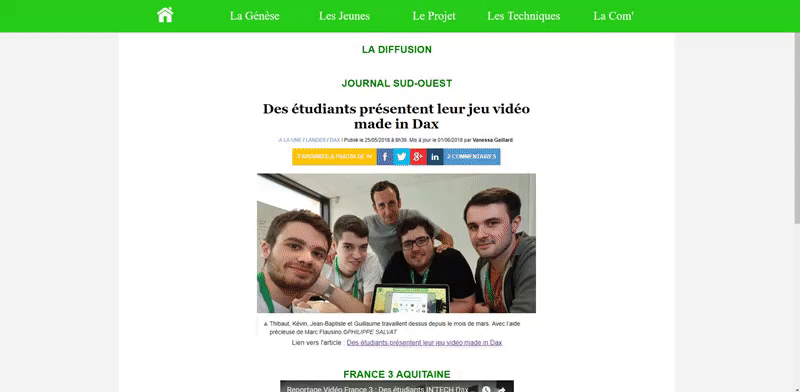 La Génèse Les Jeunes Le Projet Les Techniques La Com'
LA DIFFUSION
JOURNAL SUD-OUEST
Des étudiants présentent leur jeu vidéo
made in Dax
A LA UNE / LANDES / DAX / Publié le 25/05/2018 à 8h39. Mis à jour le 01/06/2018 par Vanessa Gaillard
2 COMMENTAIRES
Thibaut, Kévin, Jean-Baptiste et Guillaume travaillent dessus depuis le mois de mars. Avec l'aide
précieuse de Marc Flausino ©PHILIPPE SALVAT
Lien vers l'article : Des étudiants présentent leur jeu vidéo made in Dax
FRANCE 3 AQUITAINE
Reportage Vidéo France 3 : Des étudiants INTECH Dax